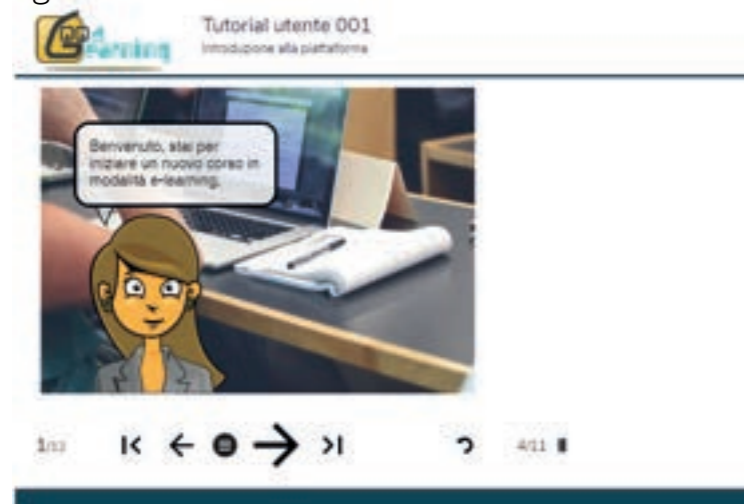 Tutorial utente 001
Introduzione alla piattaforma
Benvenuto, stai per
iniziare un nuovo corso in
modalità e-learning.
4/11